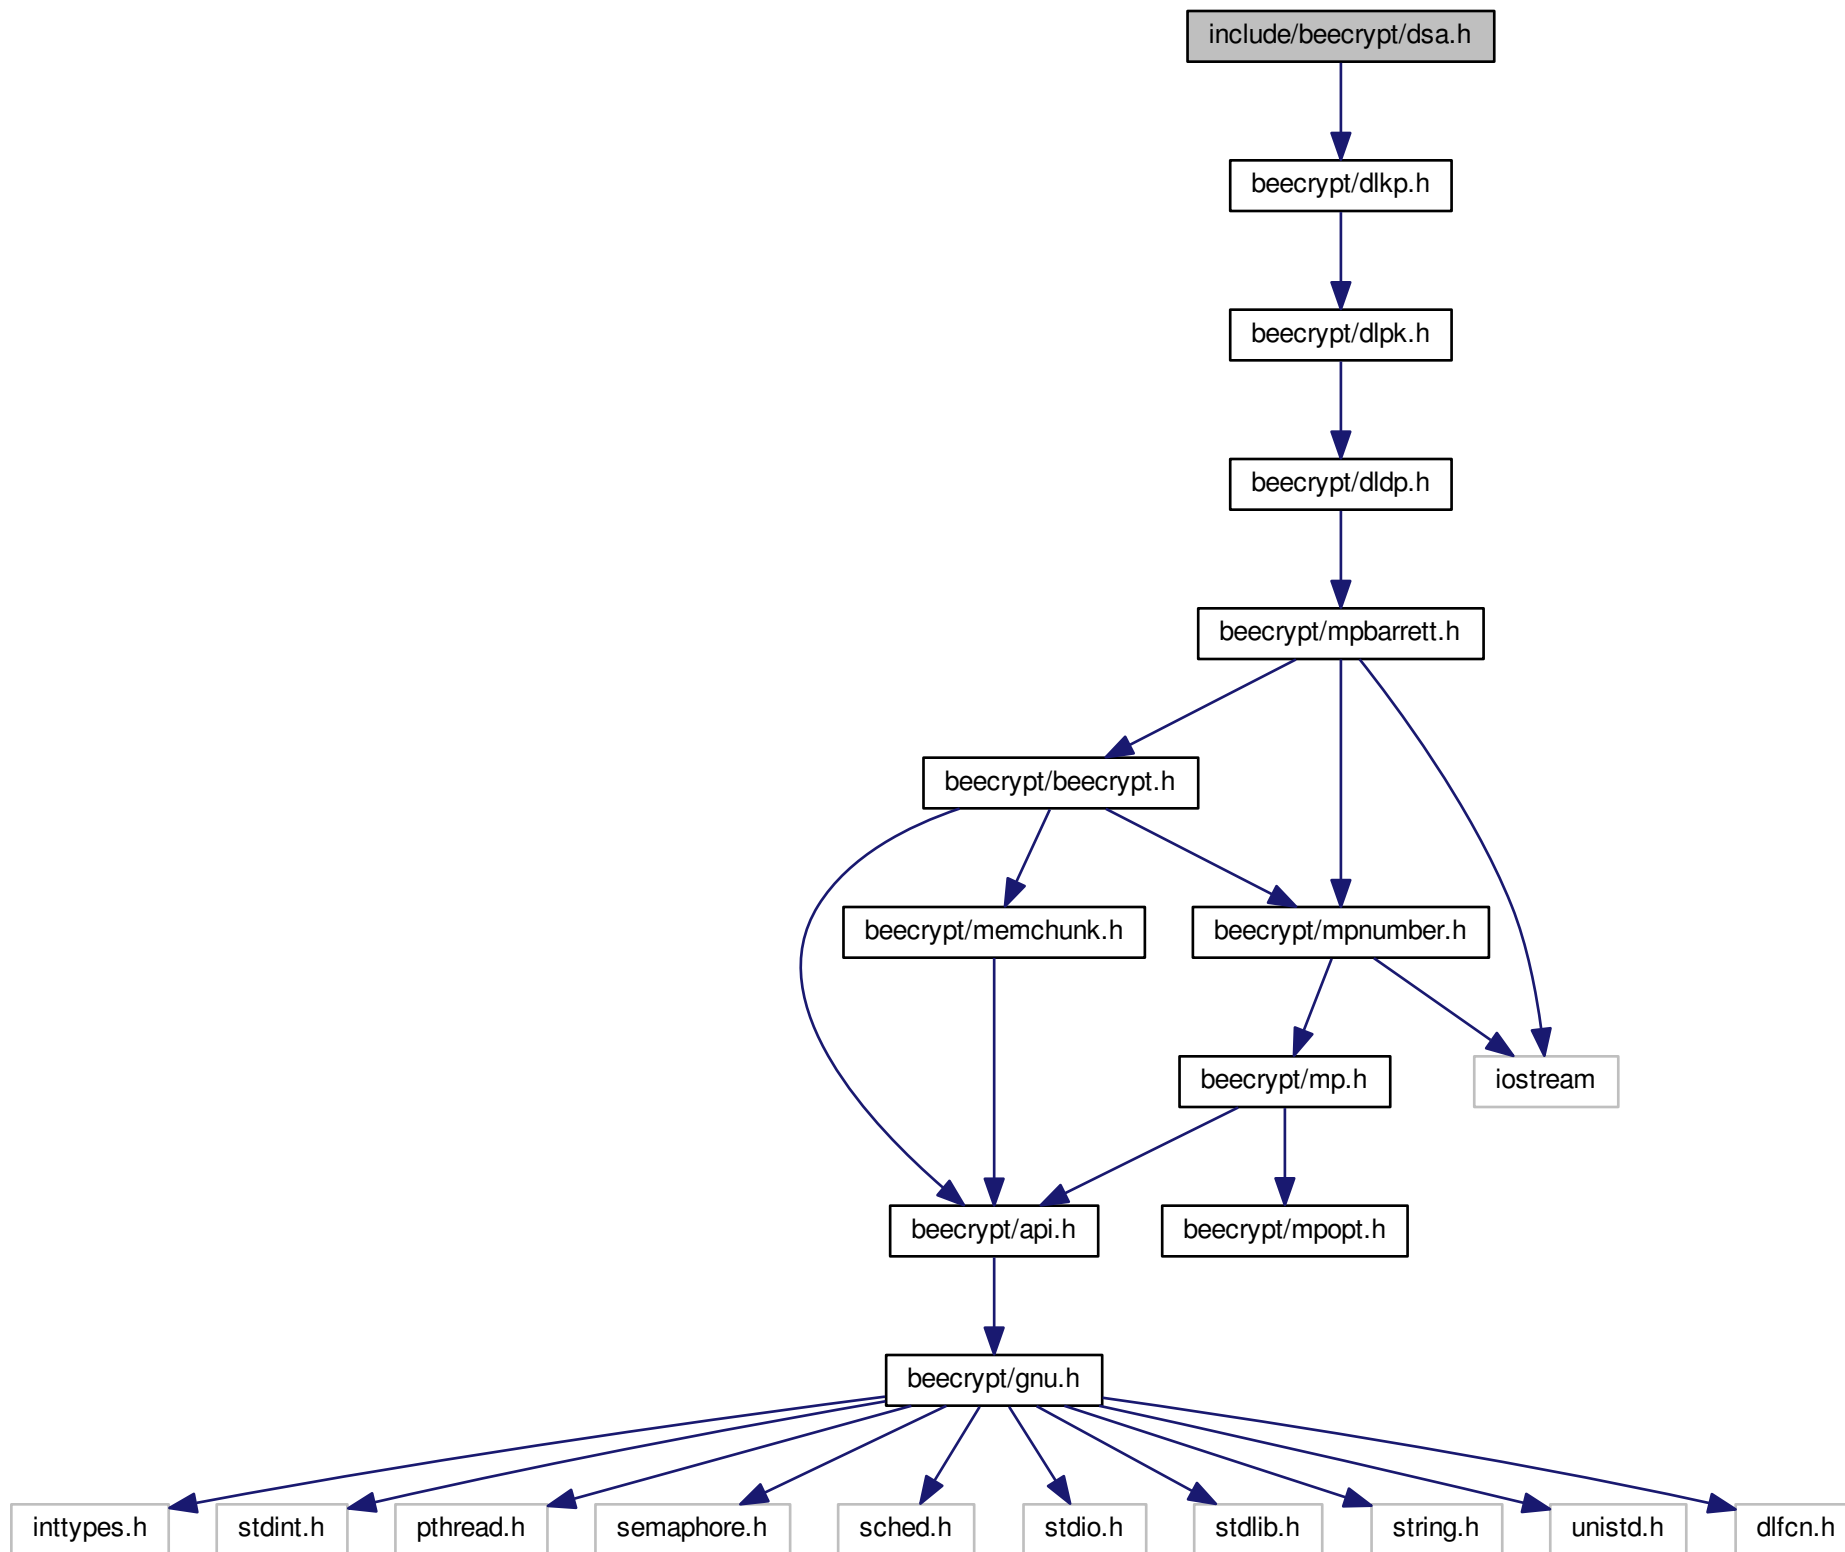 include/beecrypt/dsa.h
beecrypt/dlkp.h
beecrypt/dlpk.h
beecrypt/dldp.h
beecrypt/mpbarrett.h
beecrypt/beecrypt.h
beecrypt/memchunk.h
beecrypt/mpnumber.h
beecrypt/mp.h
iostream
beecrypt/api.h
beecrypt/mpopt.h
beecrypt/gnu.h
inttypes.h
stdint.h
pthread.h
semaphore.h
sched.h
stdio.h
stdlib.h
string.h
unistd.h
dlfcn.h